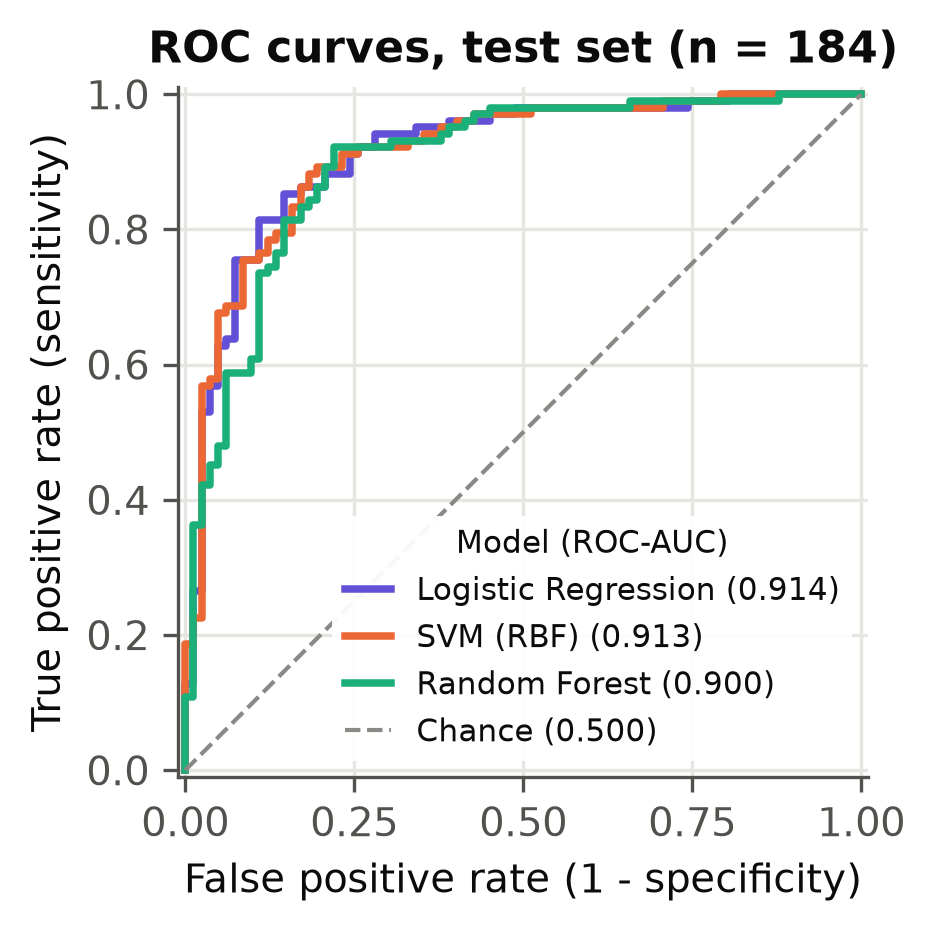 ROC curves, test set (n = 184)
True positive rate (sensitivity)
1.0
0.8
0.6
0.4
0.2
0.0
Model (ROC-AUC)
Logistic Regression (0.914)
SVM (RBF) (0.913)
Random Forest (0.900)
Chance (0.500)
0.00 0.25 0.50 0.75 1.00
False positive rate (1 - specificity)